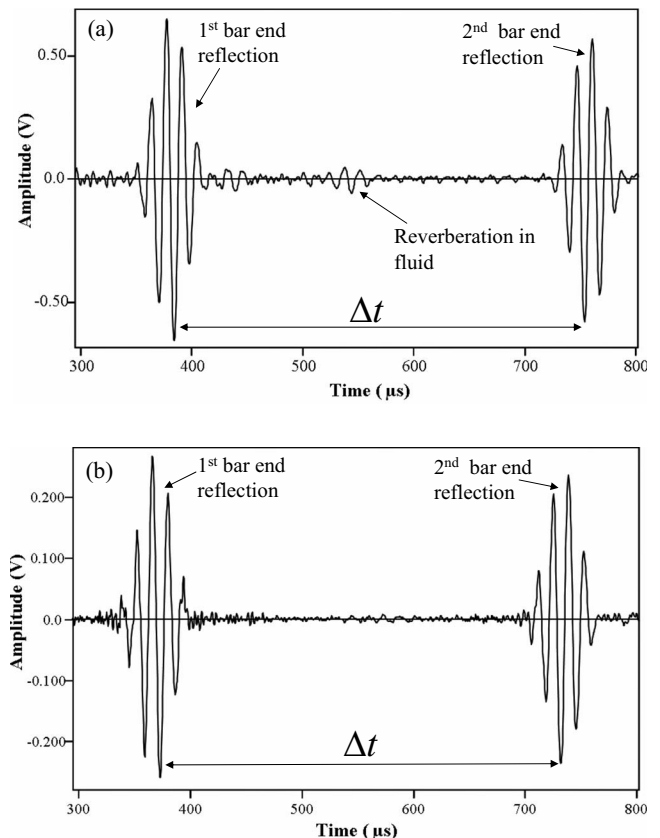 (a)
1st bar end
reflection
2nd bar end
reflection
0.50
0.0
-0.50
Amplitude (V)
Reverberation in
fluid
Δt
300 400 500 600 700 800
Time ( µs)
(b)
1st bar end
reflection
2nd bar end
reflection
0.200
0.100
0.0
-0.100
-0.200
Amplitude (V)
Δt
300 400 500 600 700 800
Time ( µs)